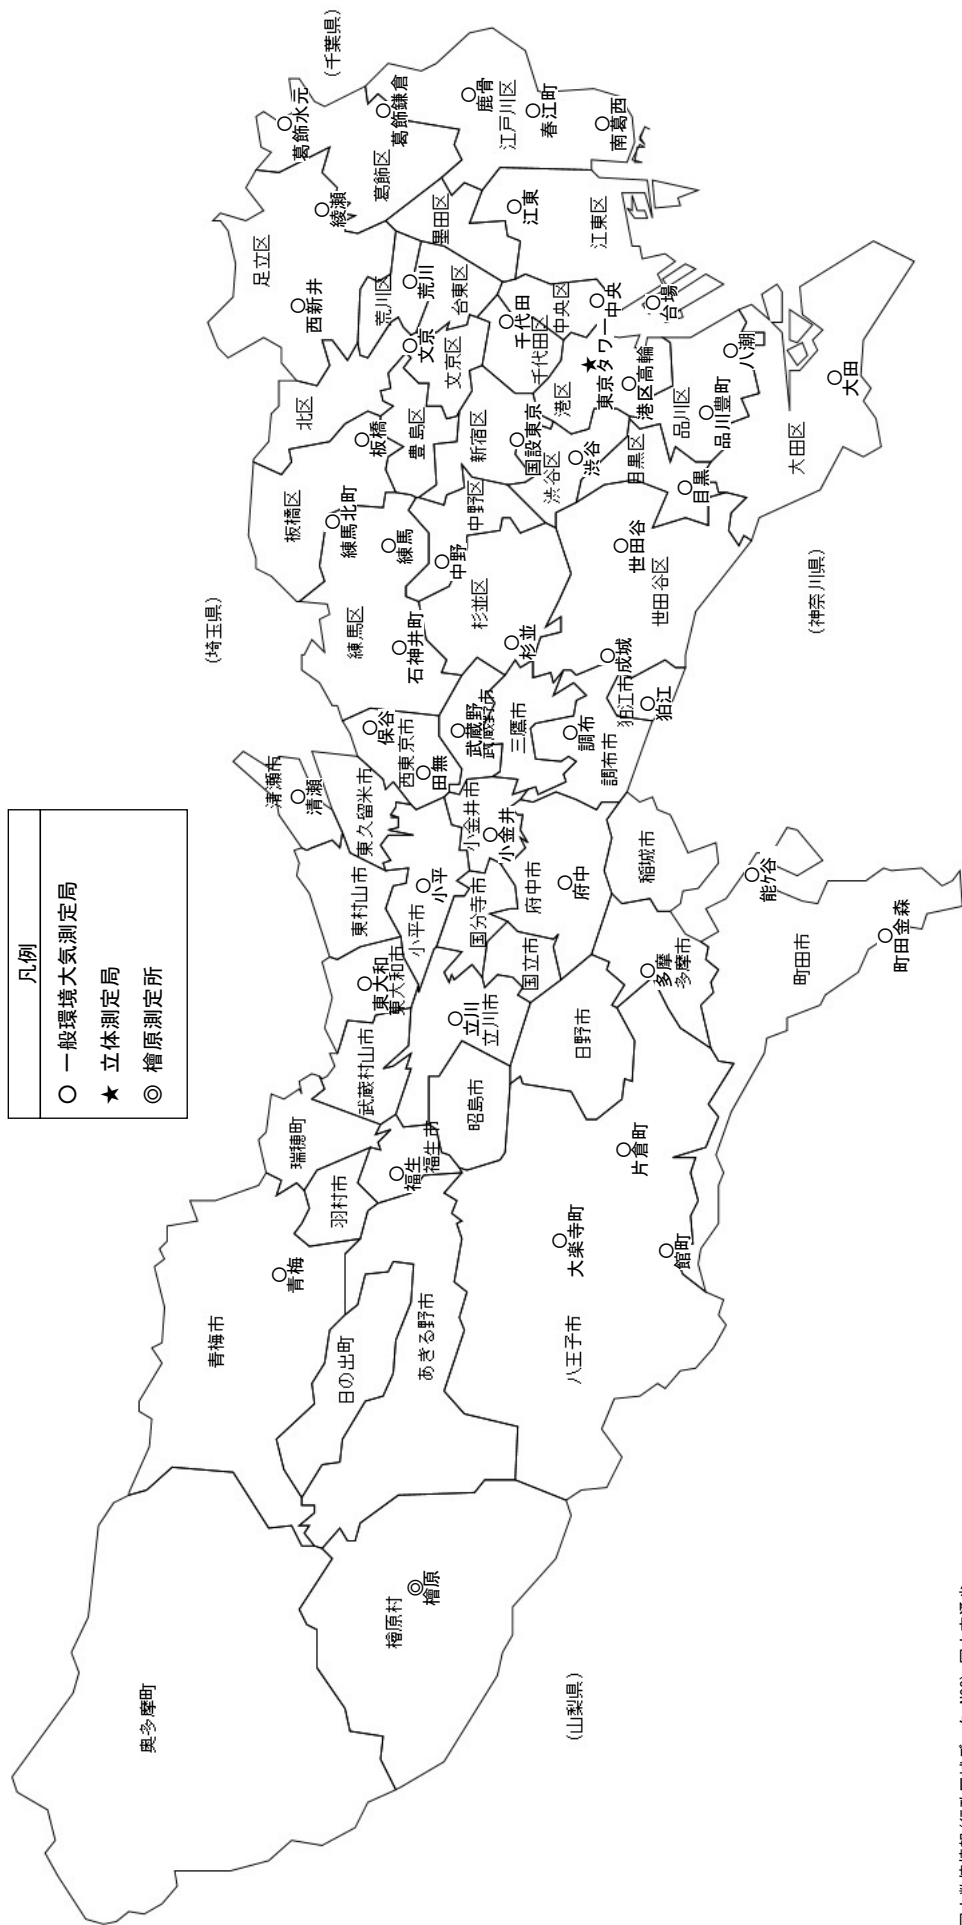 凡例
○ 一般環境大気測定局
★ 立体測定局
◎ 檜原測定所
(埼玉県)
(千葉県)
(神奈川県)
(山梨県)
奥多摩町
檜原村
檜原
青梅市
青梅
日の出町
あきる野市
八王子市
大楽寺町
館町
片倉町
瑞穂町
羽村市
福生
福生市
武蔵村山市
昭島市
東大和
東大和市
立川
立川市
日野市
多摩
多摩市
町田市
能ケ谷
町田金森
東村山市
小平
小平市
国分寺市
国立市
府中市
府中
稲城市
清瀬市
清瀬
東久留米市
小金井市
小金井
保谷
西東京市
田無
武蔵野
武蔵野市
三鷹市
調布
調布市
狛江市
狛江
成城
練馬区
石神井町
練馬
練馬北町
杉並区
杉並
世田谷
世田谷区
板橋区
板橋
中野
中野区
豊島区
新宿区
国設東京
渋谷区
渋谷
目黒区
目黒
北区
文京
文京区
千代田
千代田区
港区
東京タワー
港区高輪
品川区
品川豊町
八潮
大田区
大田
足立区
西新井
綾瀬
荒川区
荒川
台東区
中央区
中央
台場
墨田区
江東
江東区
葛飾水元
葛飾鎌倉
葛飾区
鹿骨
江戸川区
春江町
南葛西